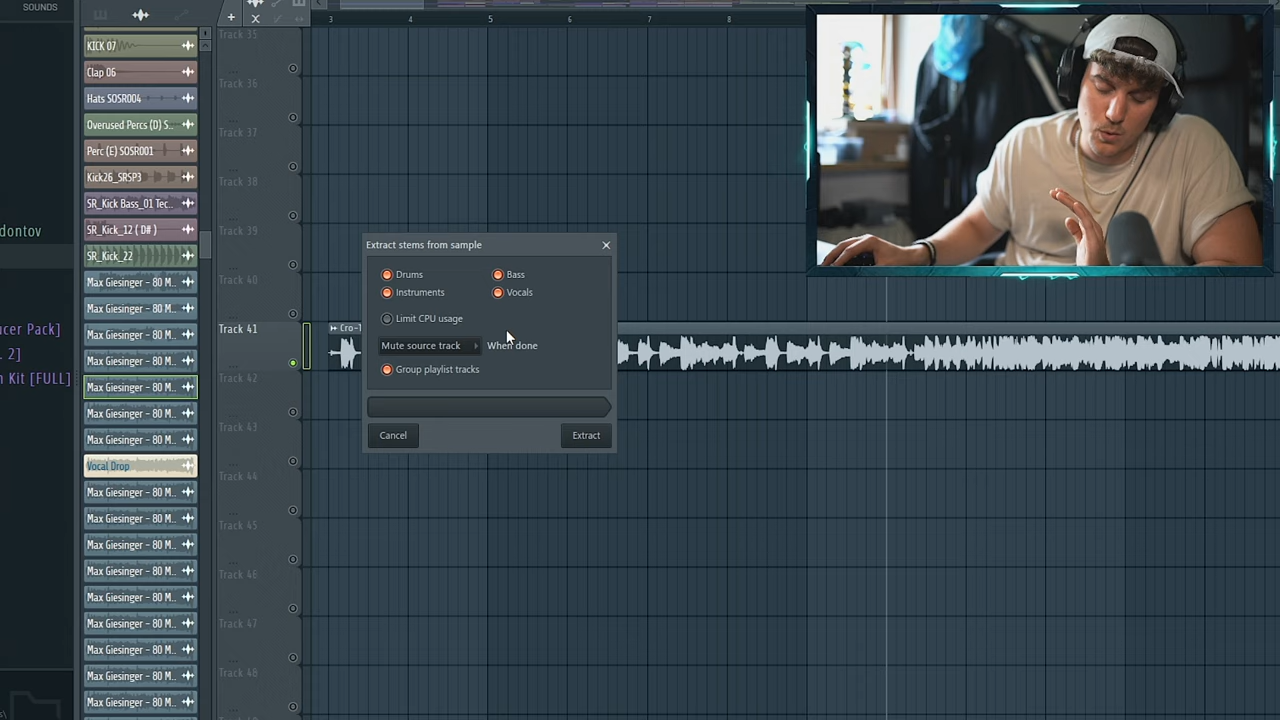 SOUNDS
3
4
5
6
7
8
dontov
ucer Pack]
. 2]
n Kit [FULL]
KICK 07
Clap 06
Hats SOSR004
Overused Percs (D) S..
Perc (E) SOSR001
Kick26_SRSP3
SR_Kick Bass_01 Tec..
SR_Kick_12 ( D# )
SR_Kick_22
Max Giesinger - 80 M..
Max Giesinger - 80 M..
Max Giesinger - 80 M..
Max Giesinger - 80 M..
Max Giesinger - 80 M..
Max Giesinger - 80 M..
Max Giesinger - 80 M..
Vocal Drop
Max Giesinger - 80 M..
Max Giesinger - 80 M..
Max Giesinger - 80 M..
Max Giesinger - 80 M..
Max Giesinger - 80 M..
Max Giesinger - 80 M..
Max Giesinger - 80 M..
Max Giesinger - 80 M..
Max Giesinger - 80 M..
Track 35
Track 36
Track 37
Track 38
Track 39
Track 40
Track 41
Track 42
Track 43
Track 44
Track 45
Track 46
Track 47
Track 48
Cro-
Extract stems from sample
Drums
Bass
Instruments
Vocals
Limit CPU usage
Mute source track
When done
Group playlist tracks
Cancel
Extract